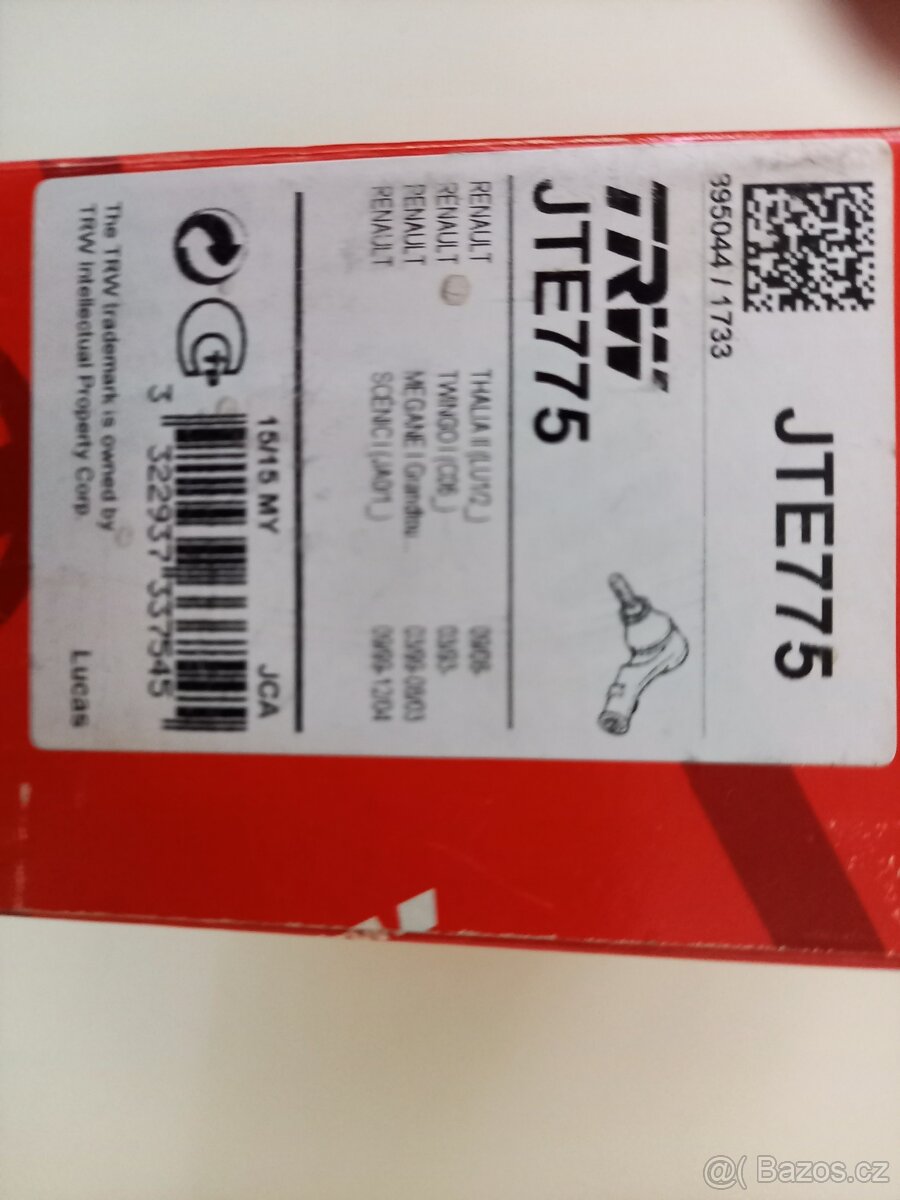 395044 / 1733
JTE775
TRW
JTE775
RENAULT THALIA II (LU1/2_) 09/08-
RENAULT TWINGO I (C06_) 03/93-
RENAULT MEGANE I Grandtou... 03/99-08/03
RENAULT SCENIC I (JA0/1_) 09/99-12/04
15/15 MY JCA
3 322937 337545
The TRW trademark is owned by
TRW Intellectual Property Corp.
Lucas
@( Bazos.cz